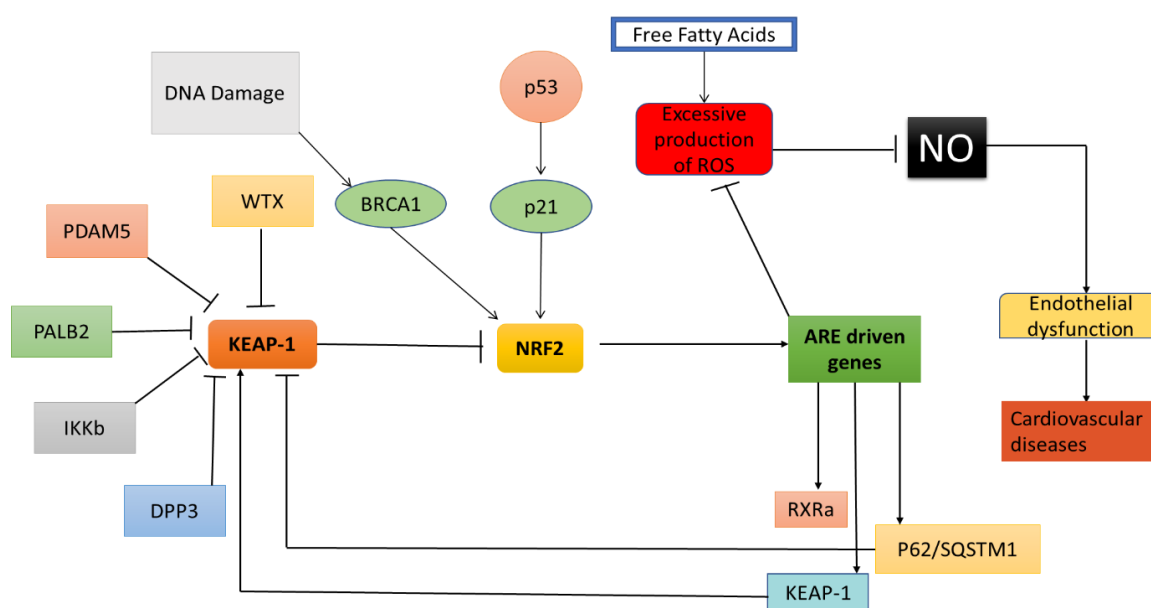 Free Fatty Acids
DNA Damage
p53
Excessive
production
of ROS
NO
WTX
BRCA1
p21
PDAM5
PALB2
KEAP-1
NRF2
ARE driven
genes
Endothelial
dysfunction
IKKb
Cardiovascular
diseases
DPP3
RXRa
P62/SQSTM1
KEAP-1